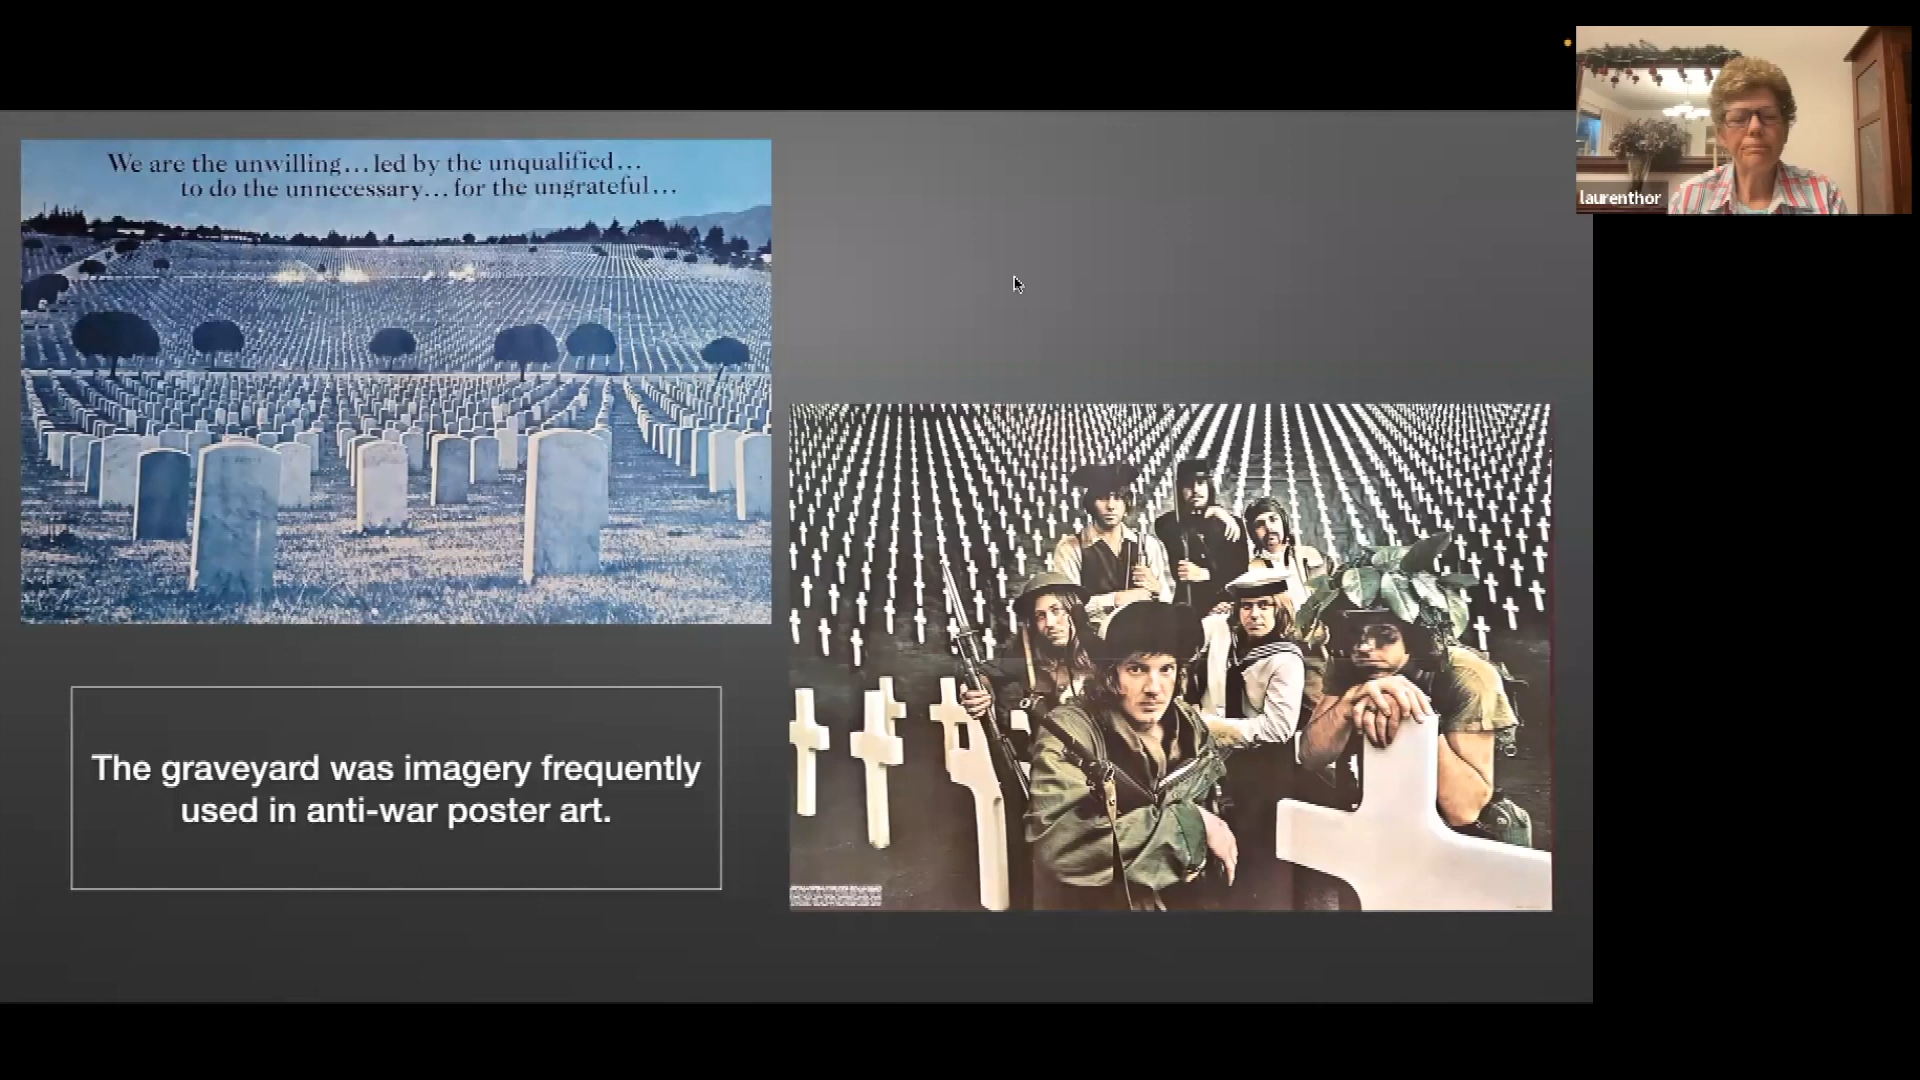 We are the unwilling... led by the unqualified...
to do the unnecessary... for the ungrateful...
laurenthor
The graveyard was imagery frequently
used in anti-war poster art.